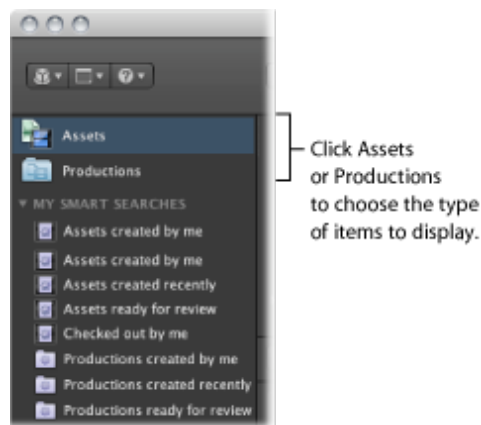 Assets
Productions
MY SMART SEARCHES
Assets created by me
Assets created by me
Assets created recently
Assets ready for review
Checked out by me
Productions created by me
Productions created recently
Productions ready for review
Click Assets
or Productions
to choose the type
of items to display.